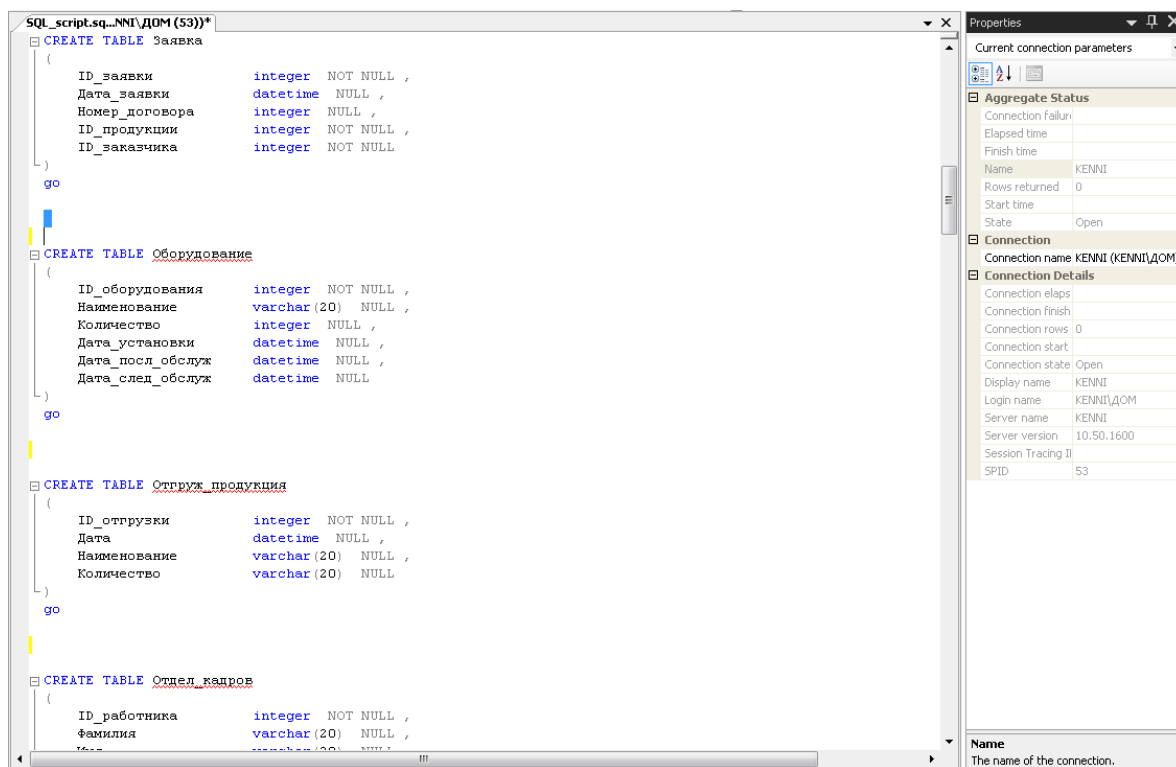 SQL_script.sq...NNI\ДОМ (53))*
CREATE TABLE Заявка
(
ID_заявки integer NOT NULL ,
Дата_заявки datetime NULL ,
Номер_договора integer NULL ,
ID_продукции integer NOT NULL ,
ID_заказчика integer NOT NULL
)
go
CREATE TABLE Оборудование
(
ID_оборудования integer NOT NULL ,
Наименование varchar(20) NULL ,
Количество integer NULL ,
Дата_установки datetime NULL ,
Дата_посл_обслуж datetime NULL ,
Дата_след_обслуж datetime NULL
)
go
CREATE TABLE Отгруж_продукция
(
ID_отгрузки integer NOT NULL ,
Дата datetime NULL ,
Наименование varchar(20) NULL ,
Количество varchar(20) NULL
)
go
CREATE TABLE Отдел_кадров
(
ID_работника integer NOT NULL ,
Фамилия varchar(20) NULL ,
Properties
Current connection parameters
Aggregate Status
Connection failur
Elapsed time
Finish time
Name KENNI
Rows returned 0
Start time
State Open
Connection
Connection name KENNI (KENNI\ДОМ)
Connection Details
Connection elaps
Connection finish
Connection rows 0
Connection start
Connection state Open
Display name KENNI
Login name KENNI\ДОМ
Server name KENNI
Server version 10.50.1600
Session Tracing II
SPID 53
Name
The name of the connection.